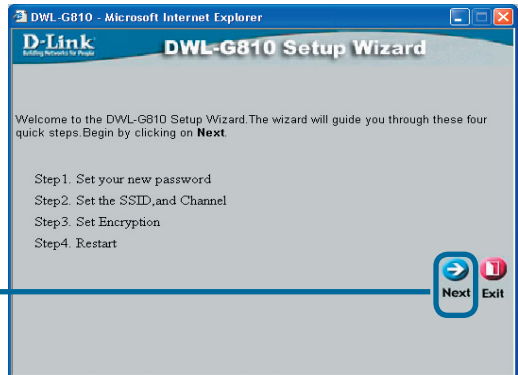 DWL-G810 - Microsoft Internet Explorer
D-Link
Building Networks for People
DWL-G810 Setup Wizard
Welcome to the DWL-G810 Setup Wizard.The wizard will guide you through these four
quick steps.Begin by clicking on Next.
Step1. Set your new password
Step2. Set the SSID,and Channel
Step3. Set Encryption
Step4. Restart
Next Exit